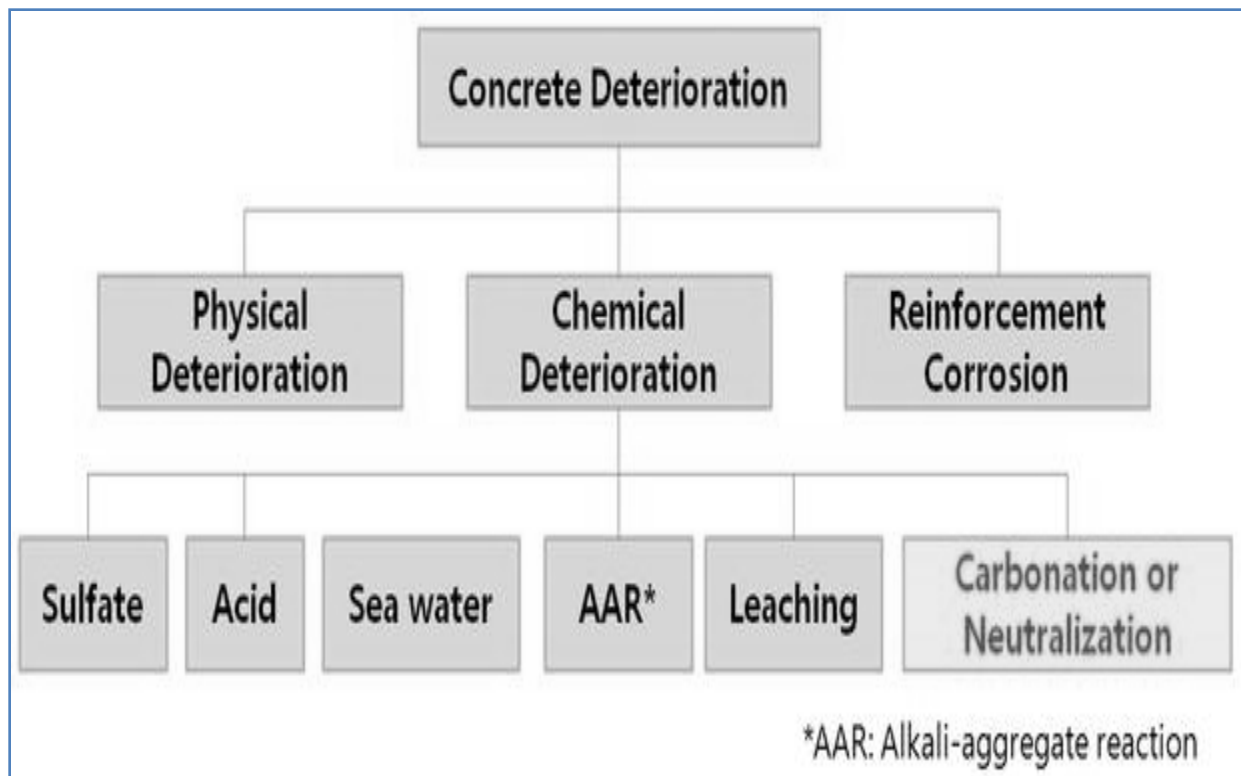 Concrete Deterioration
Physical
Deterioration
Chemical
Deterioration
Reinforcement
Corrosion
Sulfate
Acid
Sea water
AAR*
Leaching
Carbonation or
Neutralization
*AAR: Alkali-aggregate reaction